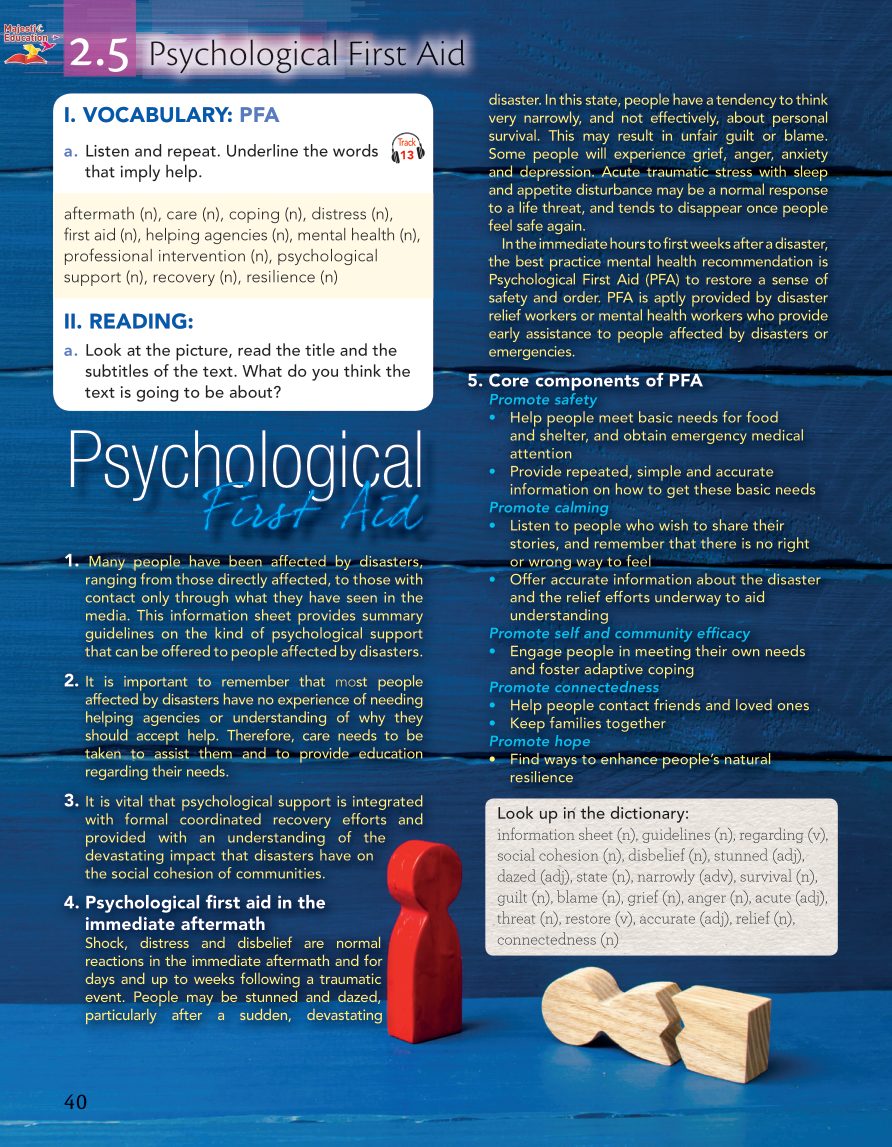 Majestic
Education
2.5 Psychological First Aid
I. VOCABULARY: PFA
a. Listen and repeat. Underline the words
that imply help.
Track
13
aftermath (n), care (n), coping (n), distress (n),
first aid (n), helping agencies (n), mental health (n),
professional intervention (n), psychological
support (n), recovery (n), resilience (n)
II. READING:
a. Look at the picture, read the title and the
subtitles of the text. What do you think the
text is going to be about?
Psychological
First Aid
1. Many people have been affected by disasters,
ranging from those directly affected, to those with
contact only through what they have seen in the
media. This information sheet provides summary
guidelines on the kind of psychological support
that can be offered to people affected by disasters.
2. It is important to remember that most people
affected by disasters have no experience of needing
helping agencies or understanding of why they
should accept help. Therefore, care needs to be
taken to assist them and to provide education
regarding their needs.
3. It is vital that psychological support is integrated
with formal coordinated recovery efforts and
provided with an understanding of the
devastating impact that disasters have on
the social cohesion of communities.
4. Psychological first aid in the
immediate aftermath
Shock, distress and disbelief are normal
reactions in the immediate aftermath and for
days and up to weeks following a traumatic
event. People may be stunned and dazed,
particularly after a sudden, devastating
disaster. In this state, people have a tendency to think
very narrowly, and not effectively, about personal
survival. This may result in unfair guilt or blame.
Some people will experience grief, anger, anxiety
and depression. Acute traumatic stress with sleep
and appetite disturbance may be a normal response
to a life threat, and tends to disappear once people
feel safe again.
In the immediate hours to first weeks after a disaster,
the best practice mental health recommendation is
Psychological First Aid (PFA) to restore a sense of
safety and order. PFA is aptly provided by disaster
relief workers or mental health workers who provide
early assistance to people affected by disasters or
emergencies.
5. Core components of PFA
Promote safety
• Help people meet basic needs for food
and shelter, and obtain emergency medical
attention
• Provide repeated, simple and accurate
information on how to get these basic needs
Promote calming
• Listen to people who wish to share their
stories, and remember that there is no right
or wrong way to feel
• Offer accurate information about the disaster
and the relief efforts underway to aid
understanding
Promote self and community efficacy
• Engage people in meeting their own needs
and foster adaptive coping
Promote connectedness
• Help people contact friends and loved ones
• Keep families together
Promote hope
• Find ways to enhance people's natural
resilience
Look up in the dictionary:
information sheet (n), guidelines (n), regarding (v),
social cohesion (n), disbelief (n), stunned (adj),
dazed (adj), state (n), narrowly (adv), survival (n),
guilt (n), blame (n), grief (n), anger (n), acute (adj),
threat (n), restore (v), accurate (adj), relief (n),
connectedness (n)
40